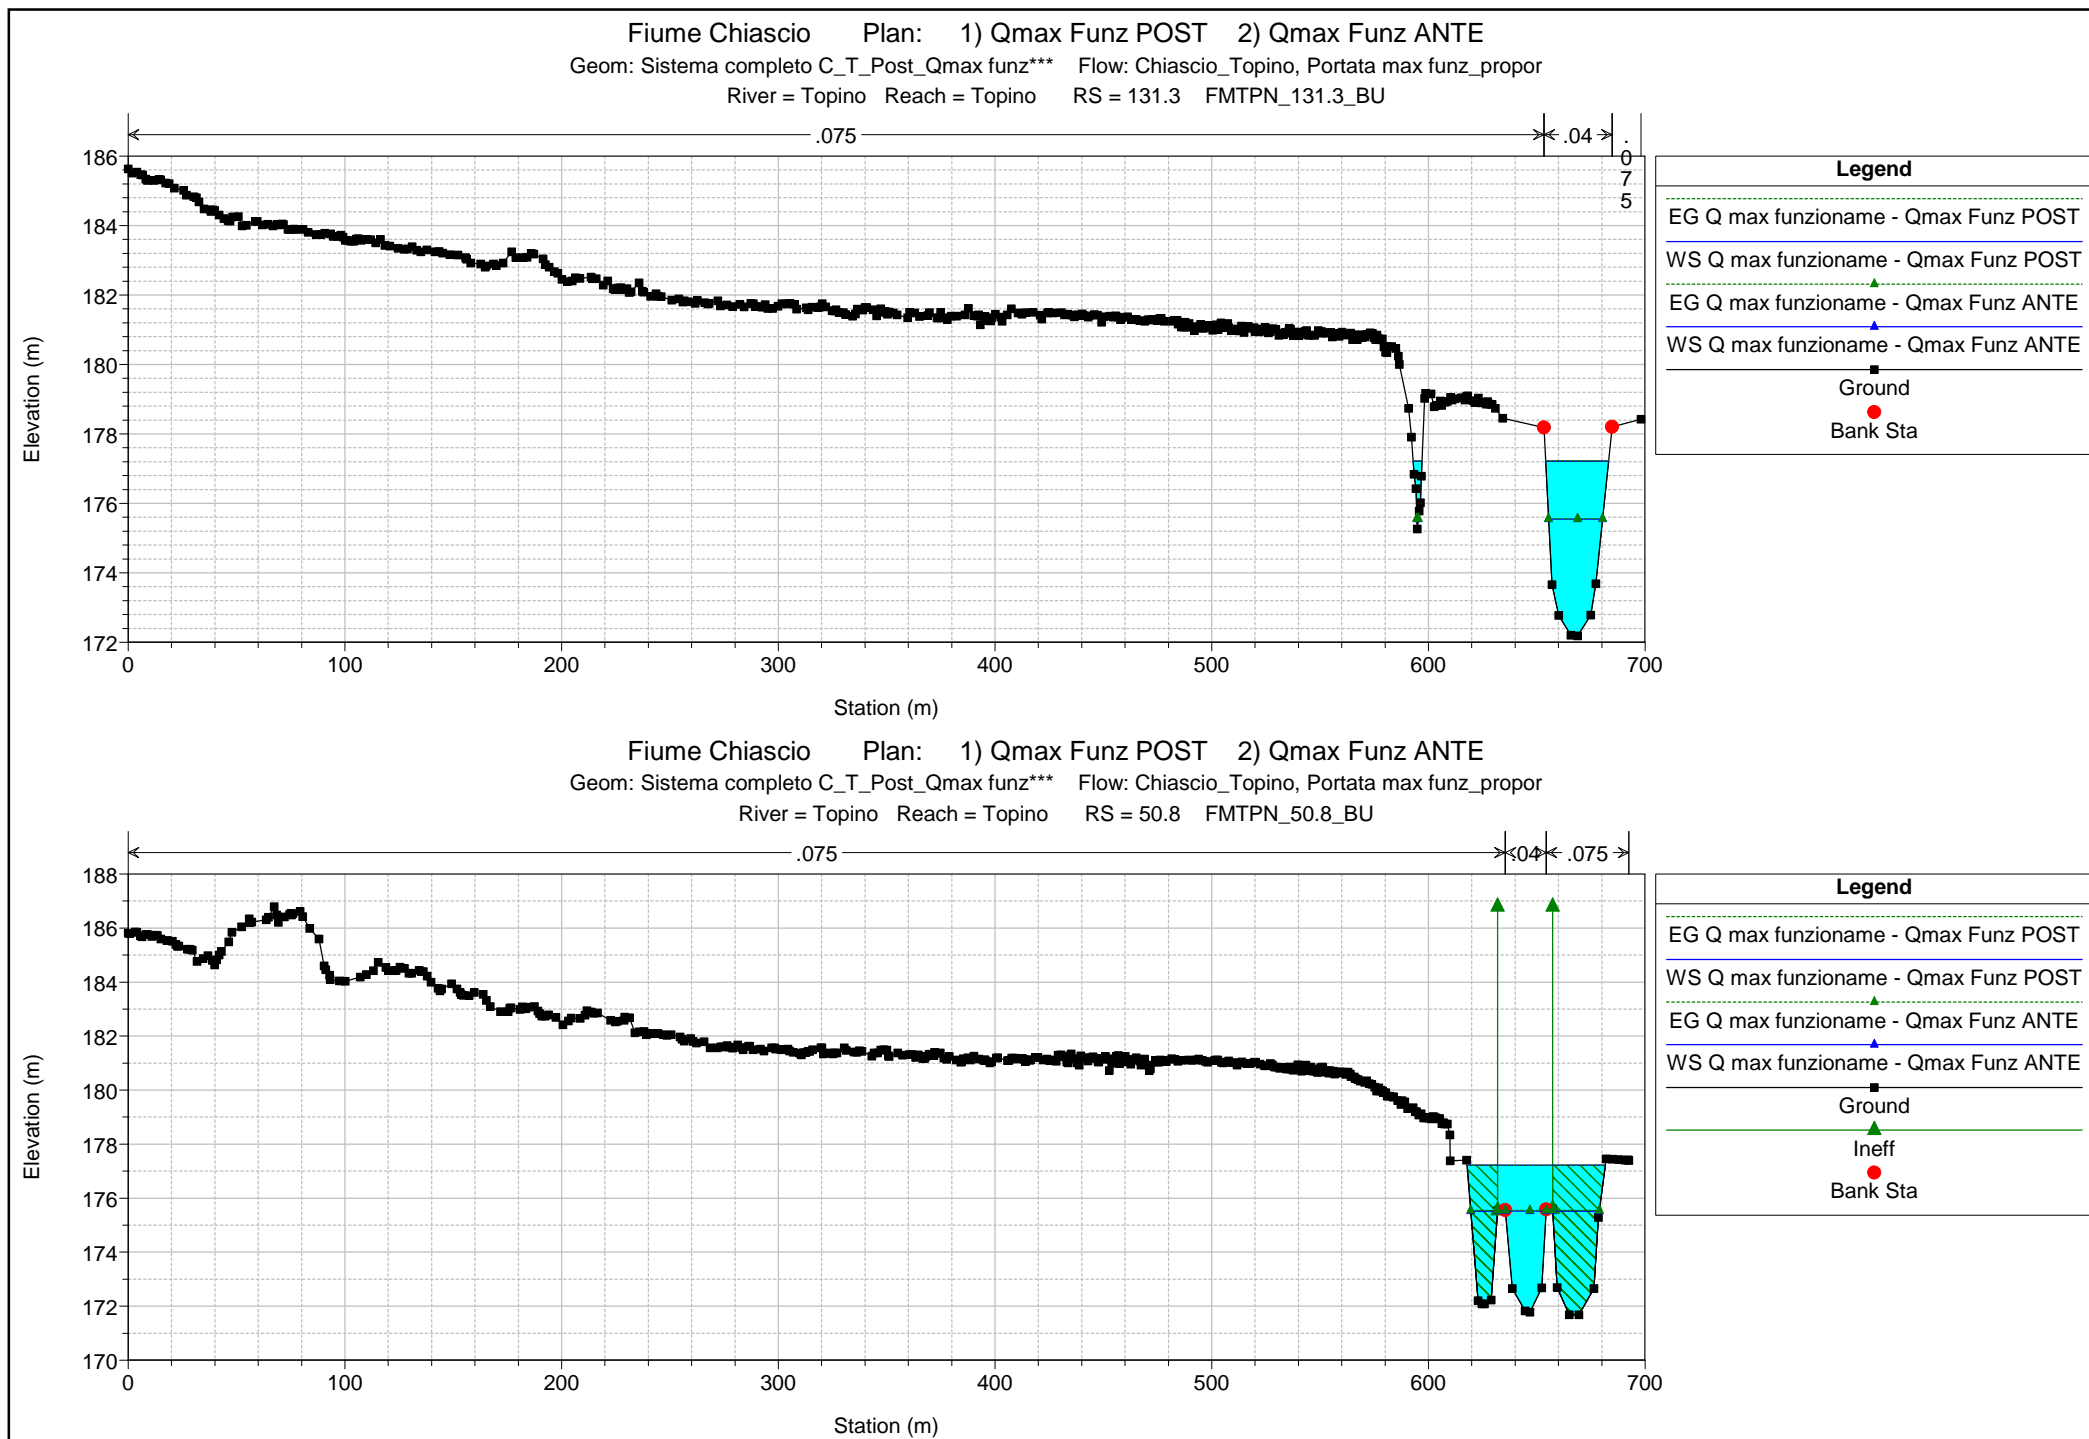 Fiume Chiascio Plan: 1) Qmax Funz POST 2) Qmax Funz ANTE
Geom: Sistema completo C_T_Post_Qmax funz*** Flow: Chiascio_Topino, Portata max funz_propor
River = Topino Reach = Topino RS = 131.3 FMTPN_131.3_BU
.075 .04 .075
186
184
182
180
178
176
174
172
Elevation (m)
0 100 200 300 400 500 600 700
Station (m)
Legend
EG Q max funzioname - Qmax Funz POST
WS Q max funzioname - Qmax Funz POST
EG Q max funzioname - Qmax Funz ANTE
WS Q max funzioname - Qmax Funz ANTE
Ground
Bank Sta
Fiume Chiascio Plan: 1) Qmax Funz POST 2) Qmax Funz ANTE
Geom: Sistema completo C_T_Post_Qmax funz*** Flow: Chiascio_Topino, Portata max funz_propor
River = Topino Reach = Topino RS = 50.8 FMTPN_50.8_BU
.075 .04 .075
188
186
184
182
180
178
176
174
172
170
Elevation (m)
0 100 200 300 400 500 600 700
Station (m)
Legend
EG Q max funzioname - Qmax Funz POST
WS Q max funzioname - Qmax Funz POST
EG Q max funzioname - Qmax Funz ANTE
WS Q max funzioname - Qmax Funz ANTE
Ground
Ineff
Bank Sta